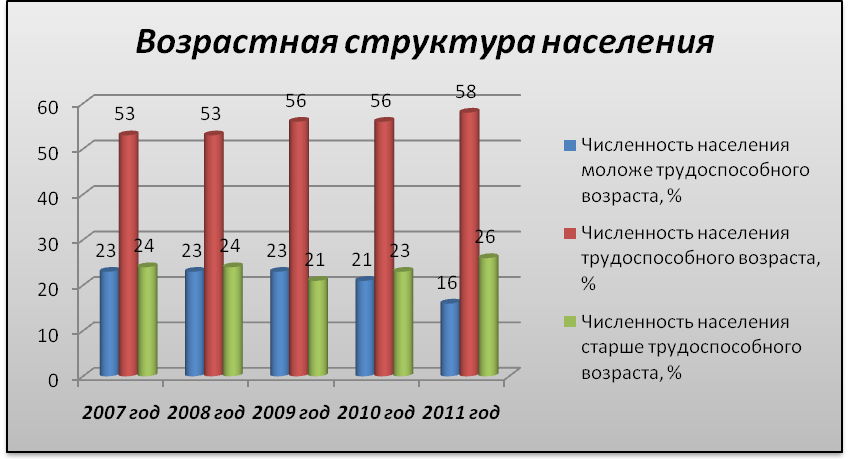 Возрастная структура населения
60
50
40
30
20
10
0
53
53
56
56
58
23
24
23
24
23
21
21
23
16
26
2007 год
2008 год
2009 год
2010 год
2011 год
Численность населения
моложе трудоспособного
возраста, %
Численность населения
трудоспособного возраста,
%
Численность населения
старше трудоспособного
возраста, %